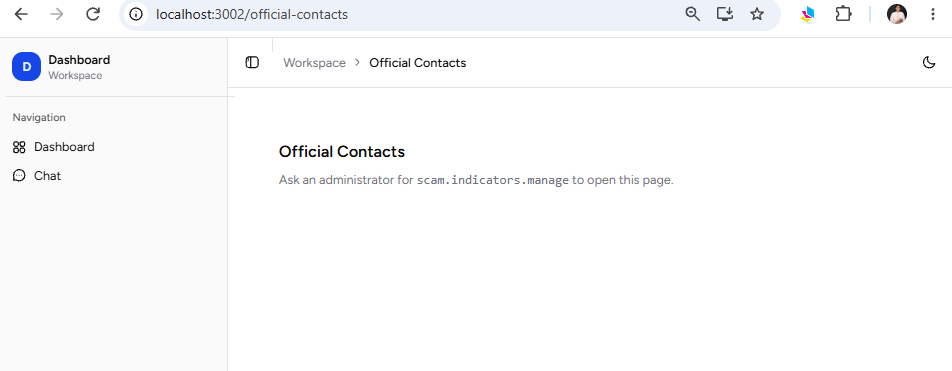 localhost:3002/official-contacts
D
Dashboard
Workspace
Workspace > Official Contacts
Navigation
Dashboard
Chat
Official Contacts
Ask an administrator for scam.indicators.manage to open this page.